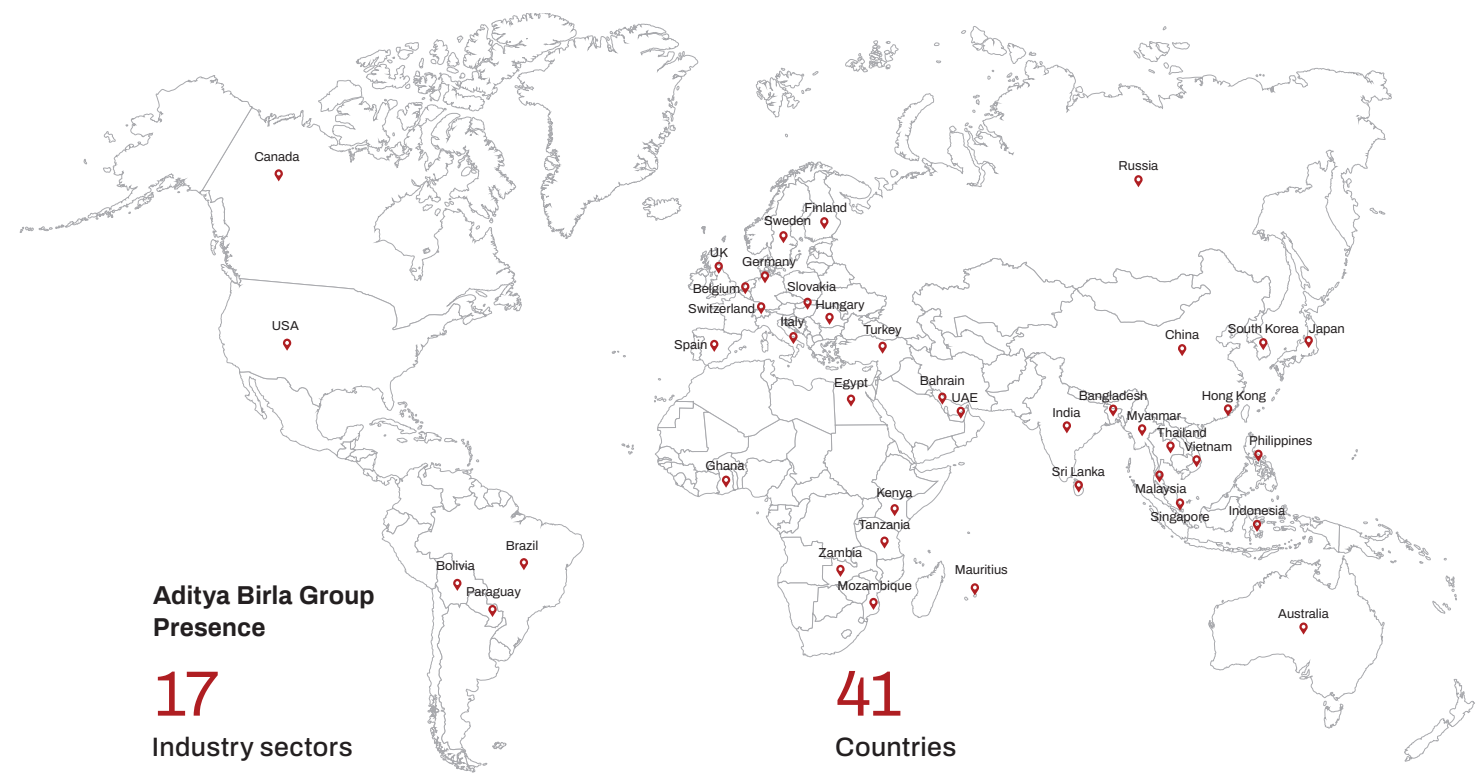 Canada
Russia
Finland
Sweden
UK
Germany
Belgium
Slovakia
Switzerland
Hungary
Italy
USA
Turkey
South Korea
Japan
China
Spain
Egypt
Bahrain
UAE
Bangladesh
Hong Kong
India
Myanmar
Thailand
Vietnam
Philippines
Ghana
Sri Lanka
Malaysia
Kenya
Singapore
Indonesia
Tanzania
Brazil
Zambia
Bolivia
Mauritius
Mozambique
Paraguay
Australia
Aditya Birla Group
Presence
17
Industry sectors
41
Countries